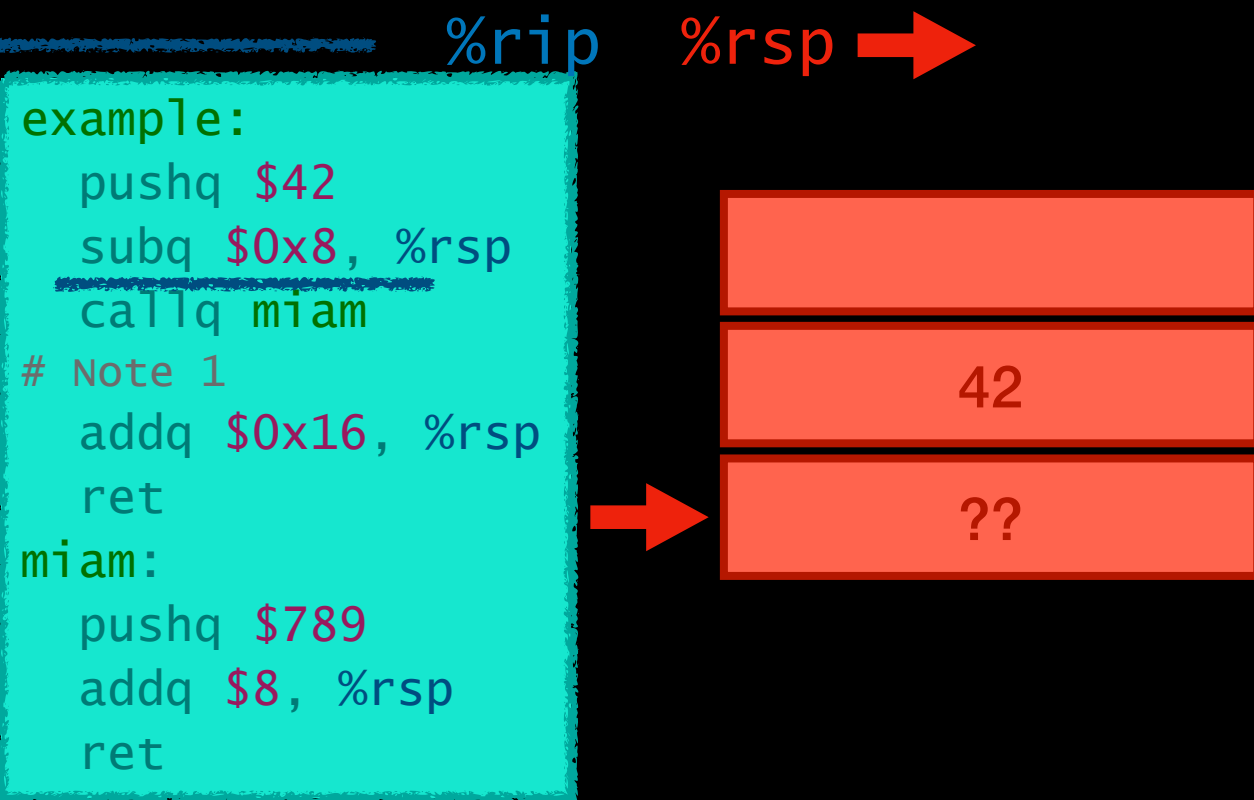 %rip %rsp
example:
pushq $42
subq $0x8, %rsp
callq miam
# Note 1
addq $0x16, %rsp
ret
miam:
pushq $789
addq $8, %rsp
ret
42
??